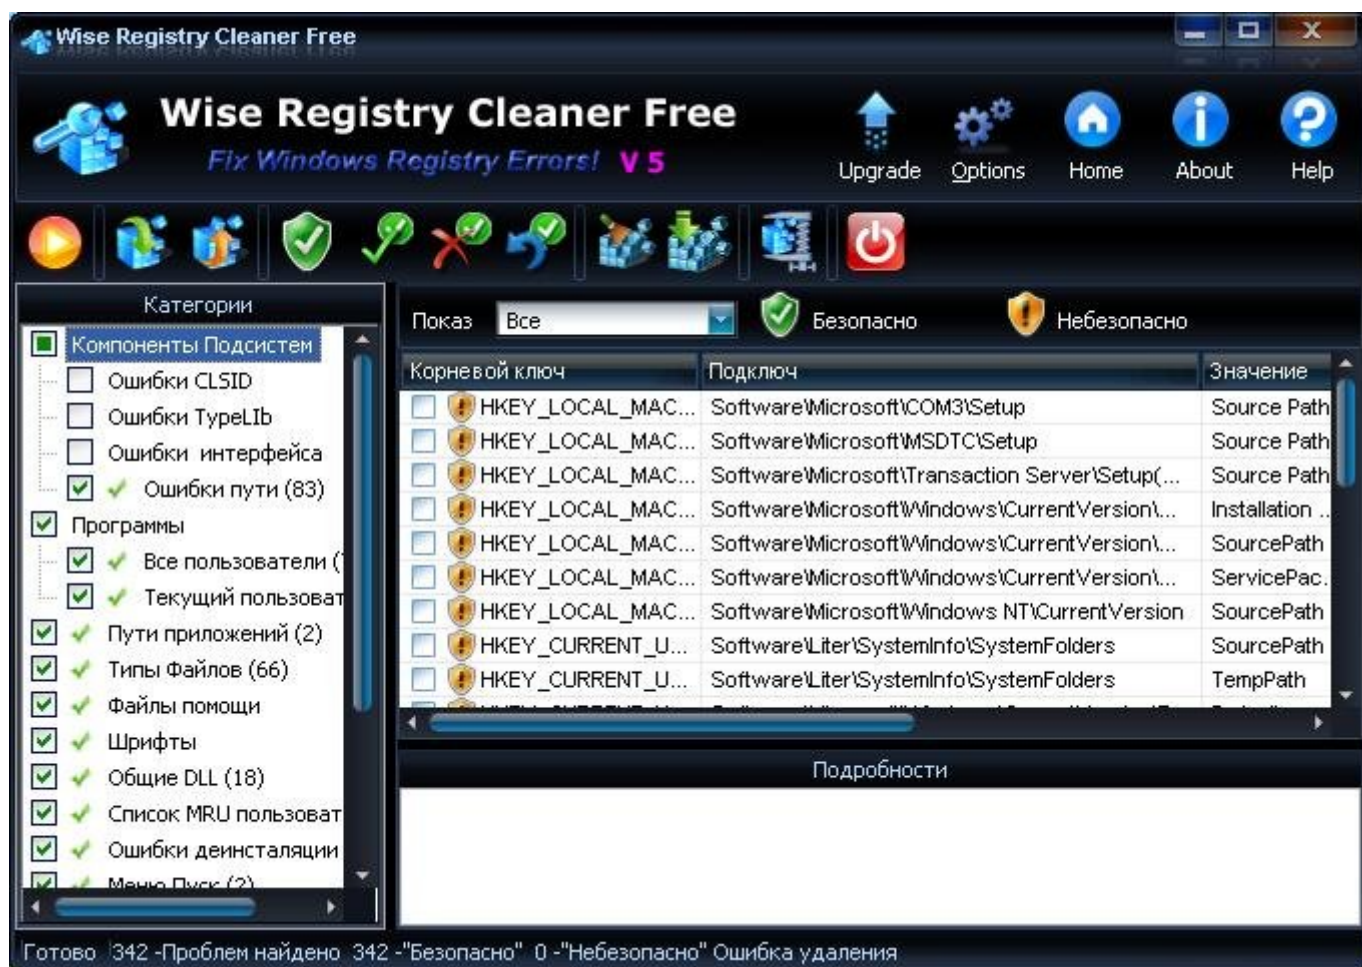 Wise Registry Cleaner Free
Wise Registry Cleaner Free
Fix Windows Registry Errors! V 5
Upgrade Options Home About Help
Категории
Компоненты Подсистем
Ошибки CLSID
Ошибки TypeLIb
Ошибки интерфейса
Ошибки пути (83)
Программы
Все пользователи (
Текущий пользоват
Пути приложений (2)
Типы Файлов (66)
Файлы помощи
Шрифты
Общие DLL (18)
Список MRU пользоват
Ошибки деинсталяции
Меню Пуск (2)
Показ Все Безопасно Небезопасно
Корневой ключ Подключ Значение
HKEY_LOCAL_MAC... Software\Microsoft\COM3\Setup Source Path
HKEY_LOCAL_MAC... Software\Microsoft\MSDTC\Setup Source Path
HKEY_LOCAL_MAC... Software\Microsoft\Transaction Server\Setup(... Source Path
HKEY_LOCAL_MAC... Software\Microsoft\Windows\CurrentVersion\... Installation ...
HKEY_LOCAL_MAC... Software\Microsoft\Windows\CurrentVersion\... SourcePath
HKEY_LOCAL_MAC... Software\Microsoft\Windows\CurrentVersion\... ServicePac...
HKEY_LOCAL_MAC... Software\Microsoft\Windows NT\CurrentVersion SourcePath
HKEY_CURRENT_U... Software\Liter\SystemInfo\SystemFolders SourcePath
HKEY_CURRENT_U... Software\Liter\SystemInfo\SystemFolders TempPath
Подробности
Готово 342 -Проблем найдено 342 -"Безопасно" 0 -"Небезопасно" Ошибка удаления